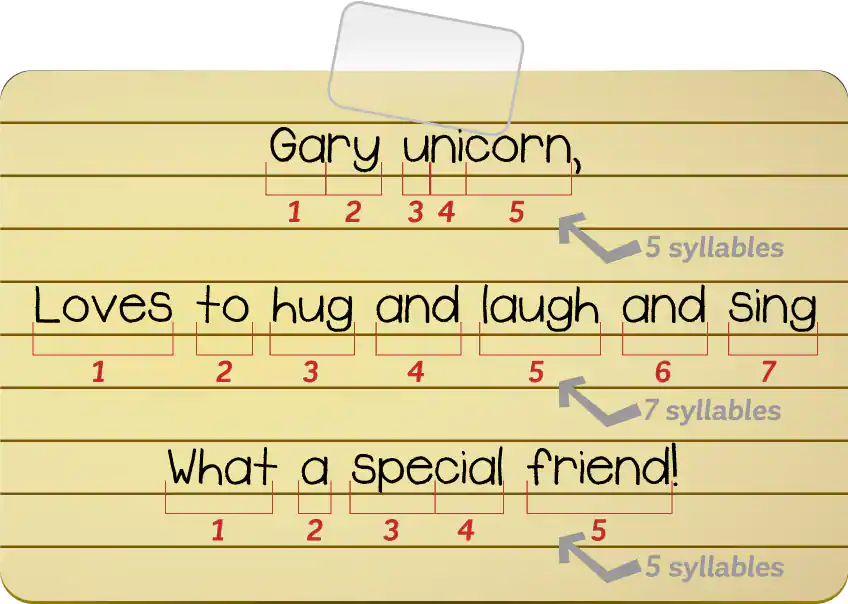 Gary unicorn,
1 2 3 4 5
5 syllables
Loves to hug and laugh and sing
1 2 3 4 5 6 7
7 syllables
What a special friend!
1 2 3 4 5
5 syllables